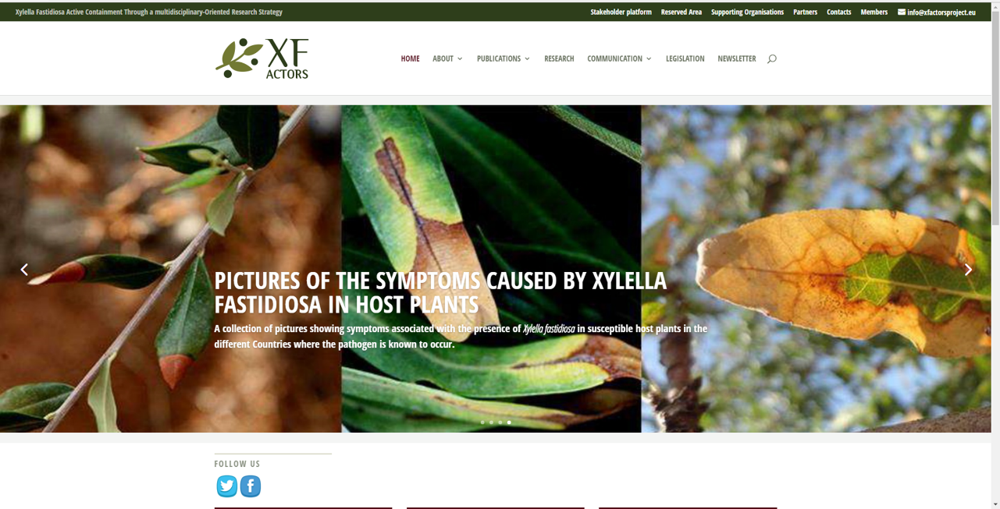 Xylella Fastidiosa Active Containment Through a multidisciplinary-Oriented Research Strategy
Stakeholder platform Reserved Area Supporting Organisations Partners Contacts Members info@xfactorsproject.eu
XF
ACTORS
HOME ABOUT PUBLICATIONS RESEARCH COMMUNICATION LEGISLATION NEWSLETTER
PICTURES OF THE SYMPTOMS CAUSED BY XYLELLA
FASTIDIOSA IN HOST PLANTS
A collection of pictures showing symptoms associated with the presence of Xylella fastidiosa in susceptible host plants in the
different Countries where the pathogen is known to occur.
FOLLOW US